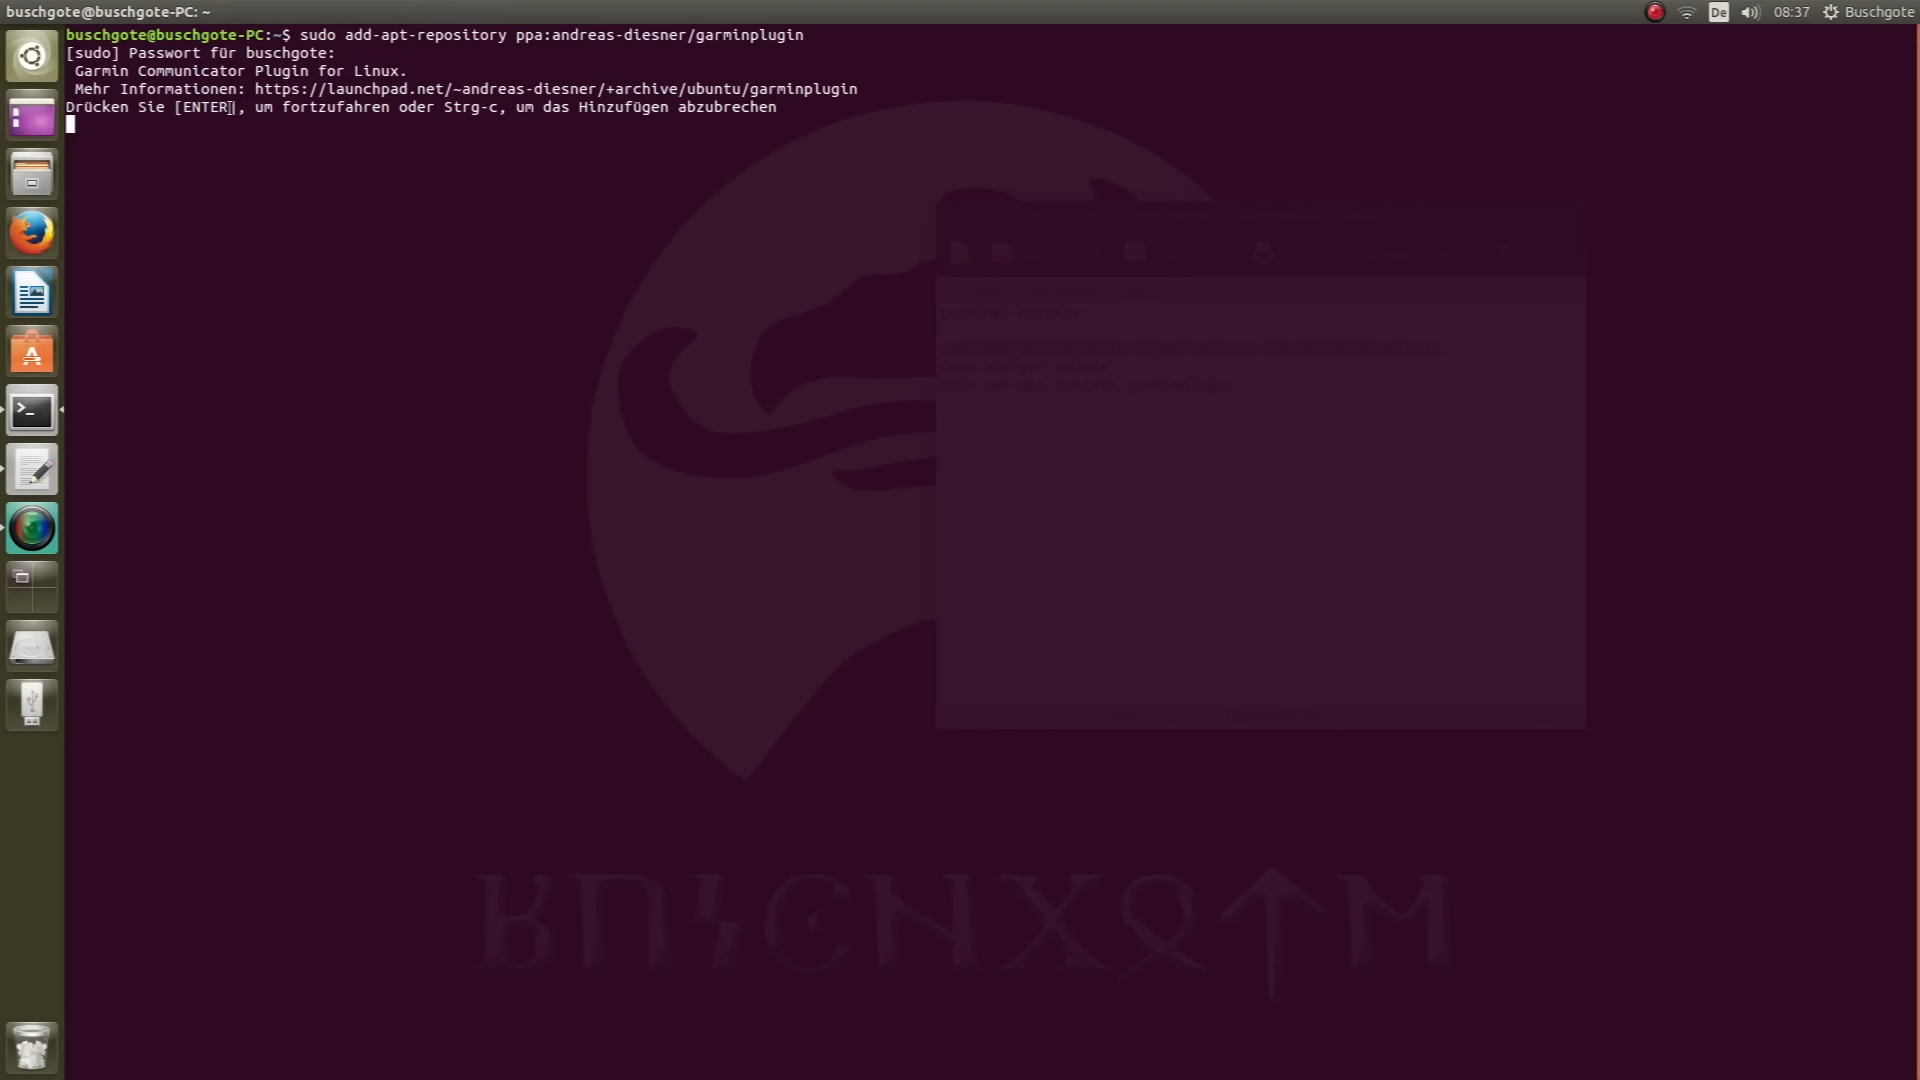 buschgote@buschgote-PC: ~
De
08:37
Buschgote
buschgote@buschgote-PC:~$ sudo add-apt-repository ppa:andreas-diesner/garminplugin
[sudo] Passwort für buschgote:
Garmin Communicator Plugin for Linux.
Mehr Informationen: https://launchpad.net/~andreas-diesner/+archive/ubuntu/garminplugin
Drücken Sie [ENTER], um fortzufahren oder Strg-c, um das Hinzufügen abzubrechen